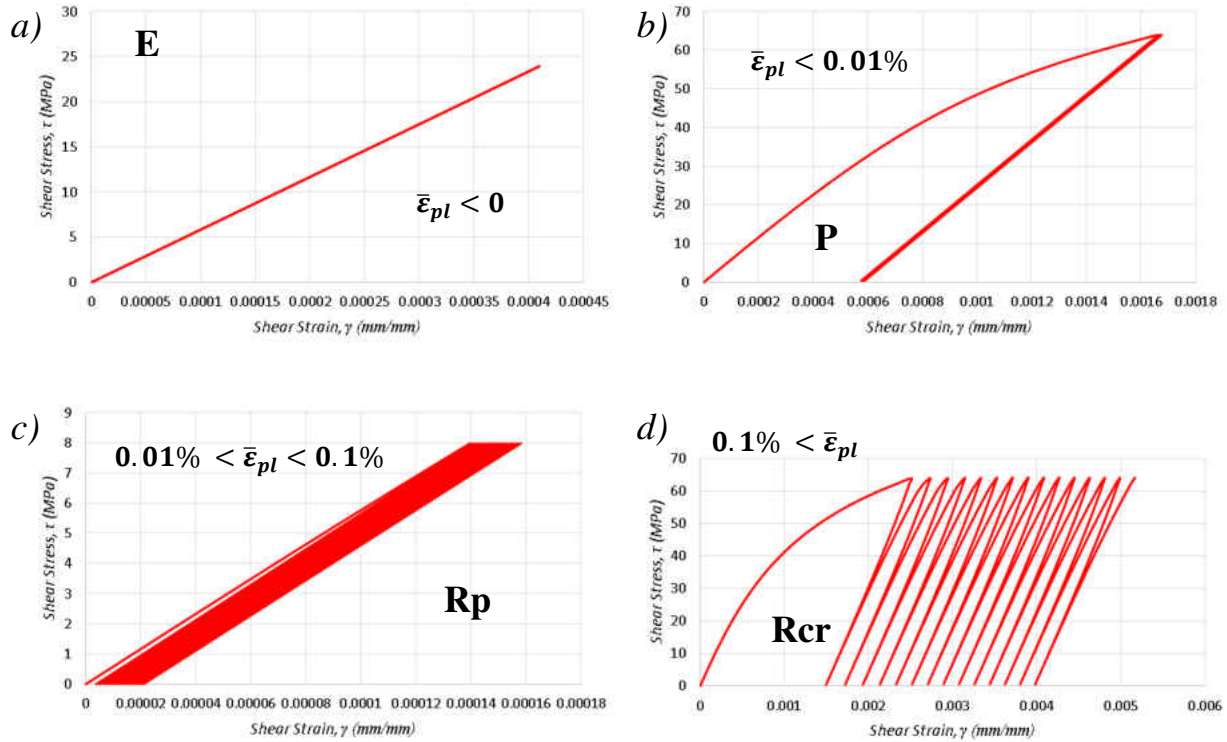 a)
E
Shear Stress, τ (MPa)
30
25
20
15
10
5
0
ε̄pl < 0
0 0.00005 0.0001 0.00015 0.0002 0.00025 0.0003 0.00035 0.0004 0.00045
Shear Strain, γ (mm/mm)
b)
ε̄pl < 0.01%
Shear Stress, τ (MPa)
70
60
50
40
30
20
10
0
P
0 0.0002 0.0004 0.0006 0.0008 0.001 0.0012 0.0014 0.0016 0.0018
Shear Strain, γ (mm/mm)
c)
0.01% < ε̄pl < 0.1%
Shear Stress, τ (MPa)
9
8
7
6
5
4
3
2
1
0
Rp
0 0.00002 0.00004 0.00006 0.00008 0.0001 0.00012 0.00014 0.00016 0.00018
Shear Strain, γ (mm/mm)
d)
0.1% < ε̄pl
Shear Stress, τ (MPa)
70
60
50
40
30
20
10
0
Rcr
0 0.001 0.002 0.003 0.004 0.005 0.006
Shear Strain, γ (mm/mm)